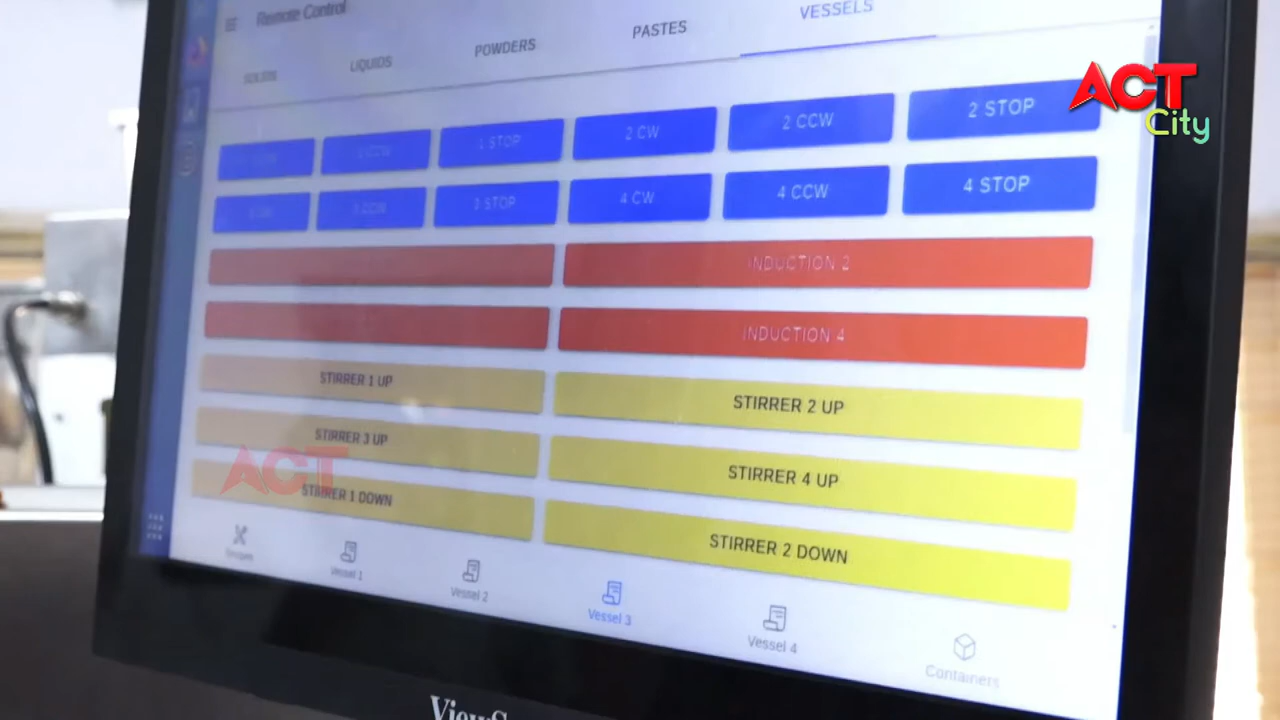 Remote Control
SOLIDS LIQUIDS POWDERS PASTES VESSELS
1 STOP 2 CW 2 CCW 2 STOP
3 STOP 4 CW 4 CCW 4 STOP
INDUCTION 2
INDUCTION 4
STIRRER 1 UP STIRRER 2 UP
STIRRER 3 UP STIRRER 4 UP
STIRRER 1 DOWN STIRRER 2 DOWN
Vessel 1 Vessel 2 Vessel 3 Vessel 4 Containers
ACT
City
ACT